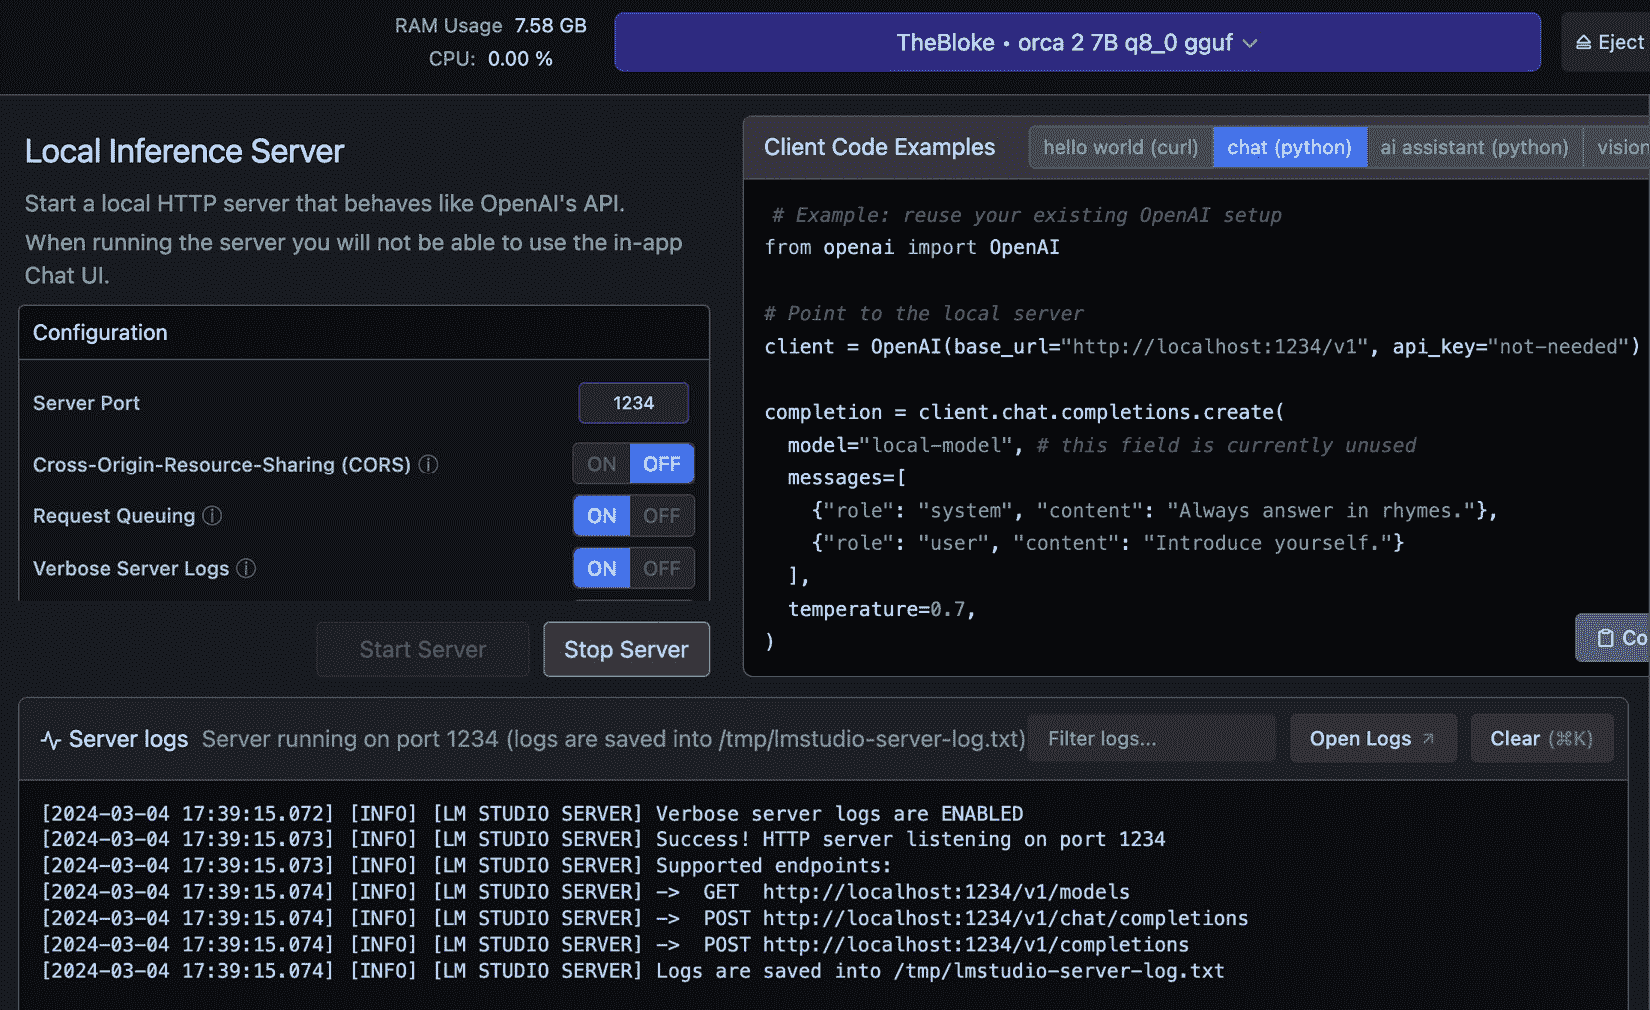 RAM Usage 7.58 GB
CPU: 0.00 %
TheBloke • orca 2 7B q8_0 gguf
Eject
Local Inference Server
Start a local HTTP server that behaves like OpenAI's API.
When running the server you will not be able to use the in-app
Chat UI.
Configuration
Server Port 1234
Cross-Origin-Resource-Sharing (CORS) ON OFF
Request Queuing ON OFF
Verbose Server Logs ON OFF
Start Server Stop Server
Client Code Examples hello world (curl) chat (python) ai assistant (python) vision
# Example: reuse your existing OpenAI setup
from openai import OpenAI
# Point to the local server
client = OpenAI(base_url="http://localhost:1234/v1", api_key="not-needed")
completion = client.chat.completions.create(
model="local-model", # this field is currently unused
messages=[
{"role": "system", "content": "Always answer in rhymes."},
{"role": "user", "content": "Introduce yourself."}
],
temperature=0.7,
)
Co
Server logs Server running on port 1234 (logs are saved into /tmp/lmstudio-server-log.txt) Filter logs... Open Logs ↗ Clear (⌘K)
[2024-03-04 17:39:15.072] [INFO] [LM STUDIO SERVER] Verbose server logs are ENABLED
[2024-03-04 17:39:15.073] [INFO] [LM STUDIO SERVER] Success! HTTP server listening on port 1234
[2024-03-04 17:39:15.073] [INFO] [LM STUDIO SERVER] Supported endpoints:
[2024-03-04 17:39:15.074] [INFO] [LM STUDIO SERVER] -> GET http://localhost:1234/v1/models
[2024-03-04 17:39:15.074] [INFO] [LM STUDIO SERVER] -> POST http://localhost:1234/v1/chat/completions
[2024-03-04 17:39:15.074] [INFO] [LM STUDIO SERVER] -> POST http://localhost:1234/v1/completions
[2024-03-04 17:39:15.074] [INFO] [LM STUDIO SERVER] Logs are saved into /tmp/lmstudio-server-log.txt